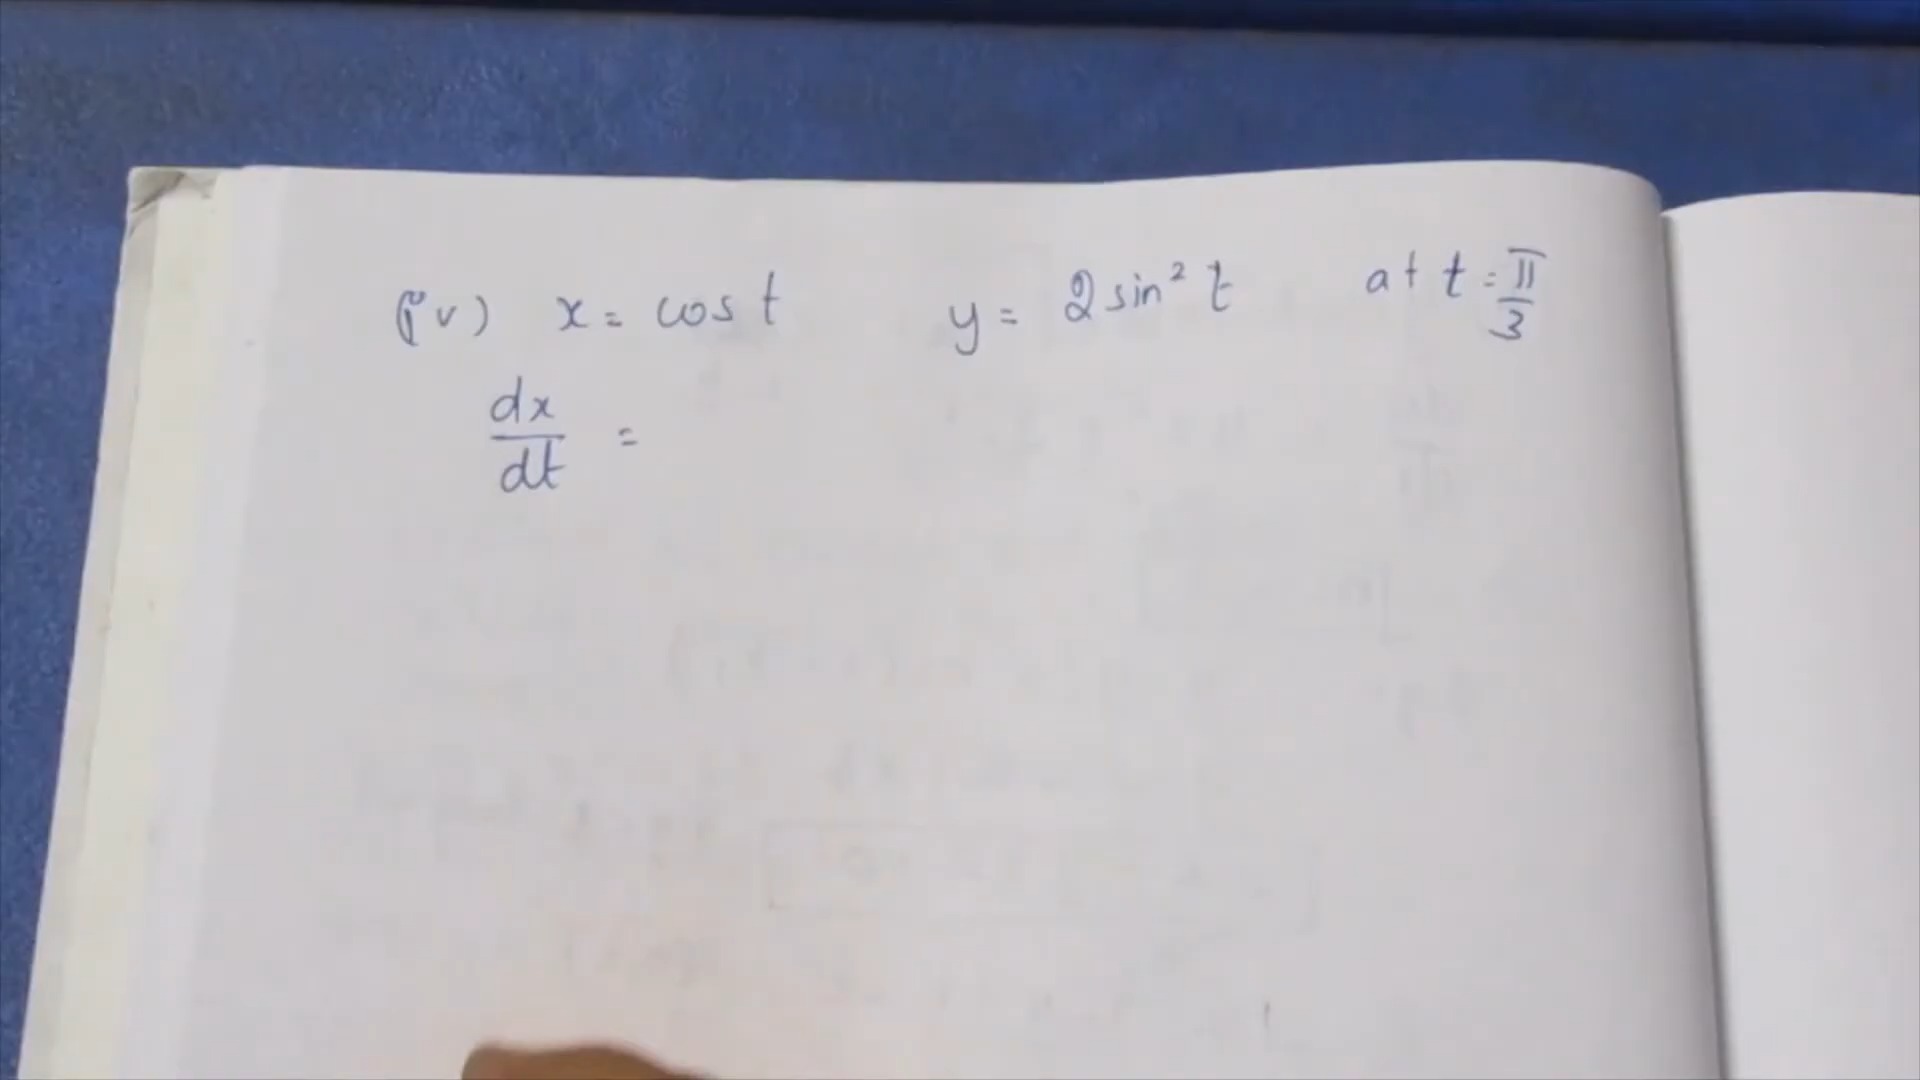 (iv) x = cos t y = 2 sin² t at t = π/3
dx/dt =